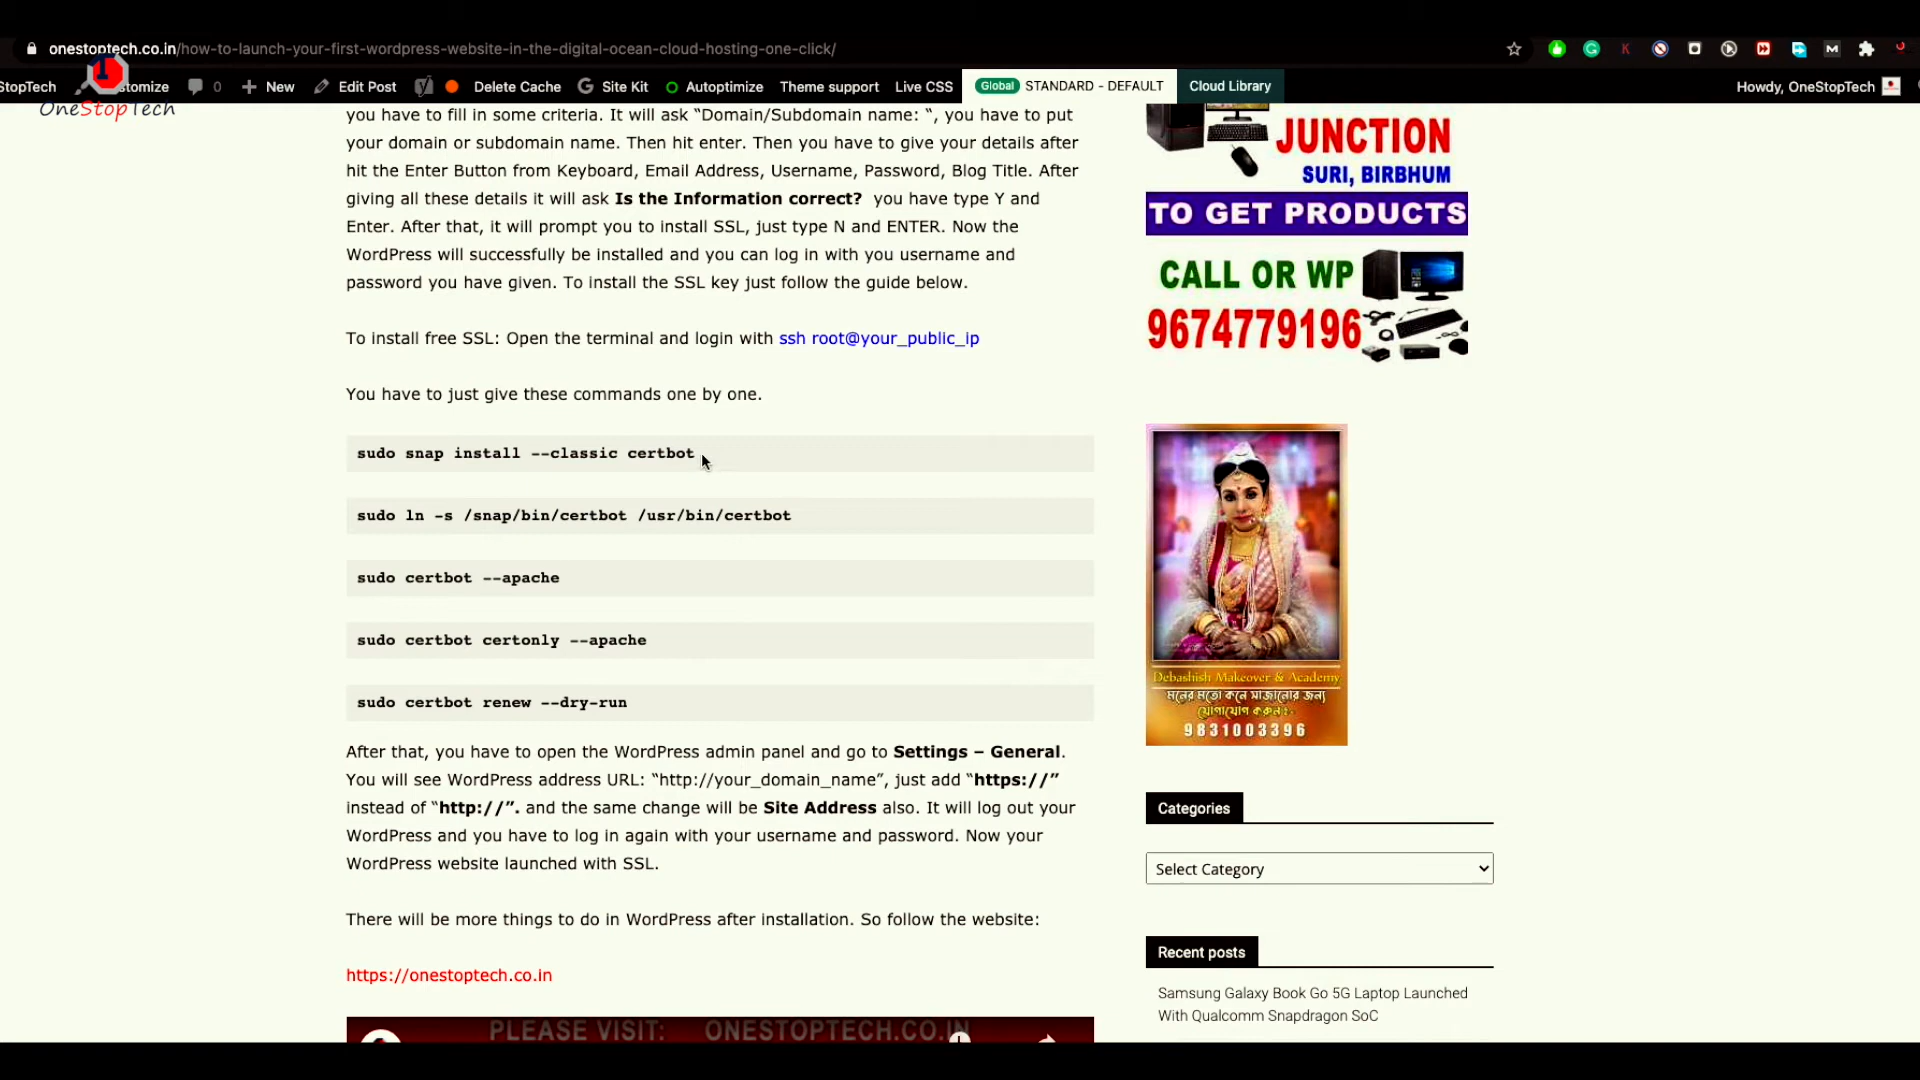 onestoptech.co.in/how-to-launch-your-first-wordpress-website-in-the-digital-ocean-cloud-hosting-one-click/
StopTech
Customize
0
New
Edit Post
Delete Cache
Site Kit
Autoptimize
Theme support
Live CSS
Global
STANDARD - DEFAULT
Cloud Library
Howdy, OneStopTech
1
OneStopTech
you have to fill in some criteria. It will ask “Domain/Subdomain name: “, you have to put
your domain or subdomain name. Then hit enter. Then you have to give your details after
hit the Enter Button from Keyboard, Email Address, Username, Password, Blog Title. After
giving all these details it will ask Is the Information correct?  you have type Y and
Enter. After that, it will prompt you to install SSL, just type N and ENTER. Now the
WordPress will successfully be installed and you can log in with you username and
password you have given. To install the SSL key just follow the guide below.
To install free SSL: Open the terminal and login with ssh root@your_public_ip
You have to just give these commands one by one.
sudo snap install --classic certbot
sudo ln -s /snap/bin/certbot /usr/bin/certbot
sudo certbot --apache
sudo certbot certonly --apache
sudo certbot renew --dry-run
After that, you have to open the WordPress admin panel and go to Settings – General.
You will see WordPress address URL: “http://your_domain_name”, just add “https://”
instead of “http://”. and the same change will be Site Address also. It will log out your
WordPress and you have to log in again with your username and password. Now your
WordPress website launched with SSL.
There will be more things to do in WordPress after installation. So follow the website:
https://onestoptech.co.in
PLEASE VISIT: ONESTOPTECH.CO.IN
JUNCTION
SURI, BIRBHUM
TO GET PRODUCTS
CALL OR WP
9674779196
Debashish Makeover & Academy
মনের মতো কনে সাজানোর জন্য
যোগাযোগ করুন :-
9831003396
Categories
Select Category
Recent posts
Samsung Galaxy Book Go 5G Laptop Launched
With Qualcomm Snapdragon SoC